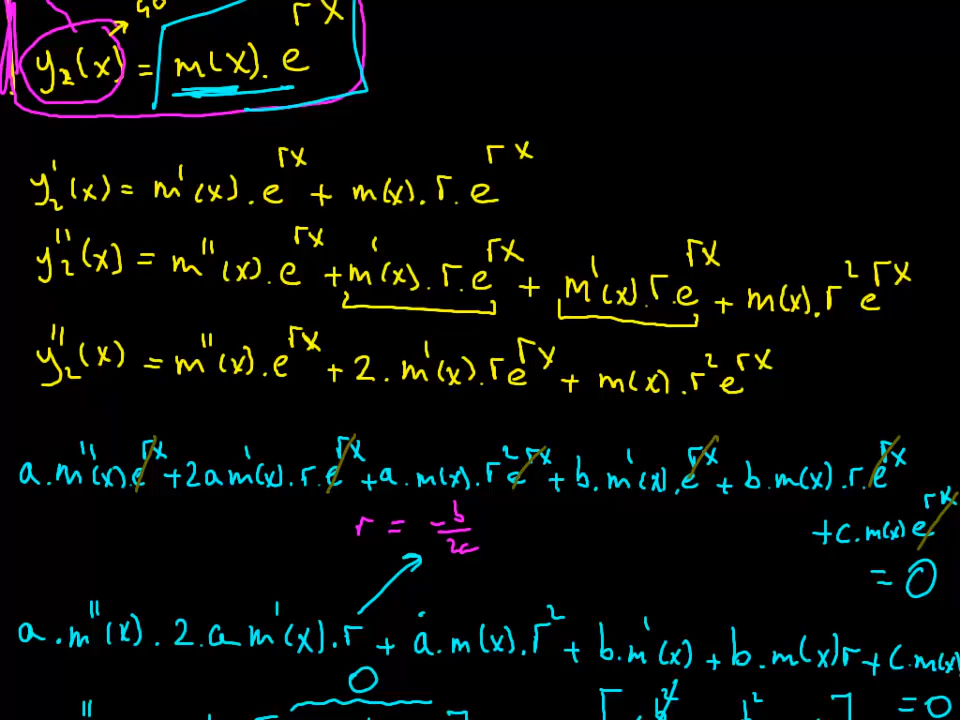 y₂(x) = m(x). e^rx
y₂'(x) = m'(x). e^rx + m(x). r. e^rx
y₂''(x) = m''(x). e^rx + m'(x). r. e^rx + m'(x). r. e^rx + m(x). r² e^rx
y₂''(x) = m''(x). e^rx + 2. m'(x). r e^rx + m(x). r² e^rx
a. m''(x). e^rx + 2a m'(x). r. e^rx + a. m(x). r² e^rx + b. m'(x). e^rx + b. m(x). r. e^rx
+ c. m(x) e^rx
r = -b/2a
= 0
a. m''(x). 2. a m'(x). r + a. m(x). r² + b. m'(x) + b. m(x) r + c. m(x)
0
= 0